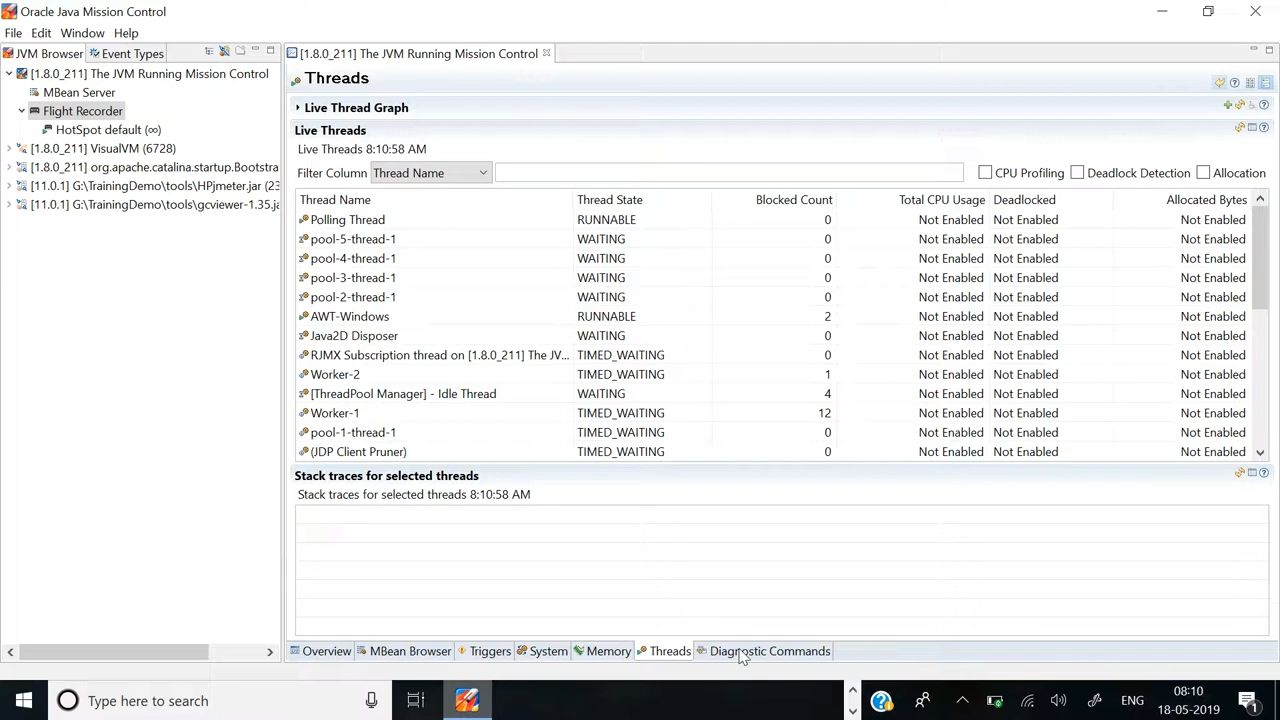 Oracle Java Mission Control
File Edit Window Help
JVM Browser Event Types
[1.8.0_211] The JVM Running Mission Control
MBean Server
Flight Recorder
HotSpot default (∞)
[1.8.0_211] VisualVM (6728)
[1.8.0_211] org.apache.catalina.startup.Bootstra
[11.0.1] G:\TrainingDemo\tools\HPjmeter.jar (23
[11.0.1] G:\TrainingDemo\tools\gcviewer-1.35.j
[1.8.0_211] The JVM Running Mission Control
Threads
Live Thread Graph
Live Threads
Live Threads 8:10:58 AM
Filter Column Thread Name CPU Profiling Deadlock Detection Allocation
Thread Name Thread State Blocked Count Total CPU Usage Deadlocked Allocated Bytes
Polling Thread RUNNABLE 0 Not Enabled Not Enabled Not Enabled
pool-5-thread-1 WAITING 0 Not Enabled Not Enabled Not Enabled
pool-4-thread-1 WAITING 0 Not Enabled Not Enabled Not Enabled
pool-3-thread-1 WAITING 0 Not Enabled Not Enabled Not Enabled
pool-2-thread-1 WAITING 0 Not Enabled Not Enabled Not Enabled
AWT-Windows RUNNABLE 2 Not Enabled Not Enabled Not Enabled
Java2D Disposer WAITING 0 Not Enabled Not Enabled Not Enabled
RJMX Subscription thread on [1.8.0_211] The JV... TIMED_WAITING 0 Not Enabled Not Enabled Not Enabled
Worker-2 TIMED_WAITING 1 Not Enabled Not Enabled Not Enabled
[ThreadPool Manager] - Idle Thread WAITING 4 Not Enabled Not Enabled Not Enabled
Worker-1 TIMED_WAITING 12 Not Enabled Not Enabled Not Enabled
pool-1-thread-1 TIMED_WAITING 0 Not Enabled Not Enabled Not Enabled
(JDP Client Pruner) TIMED_WAITING 0 Not Enabled Not Enabled Not Enabled
Stack traces for selected threads
Stack traces for selected threads 8:10:58 AM
Overview MBean Browser Triggers System Memory Threads Diagnostic Commands
Type here to search
ENG
08:10
18-05-2019
1